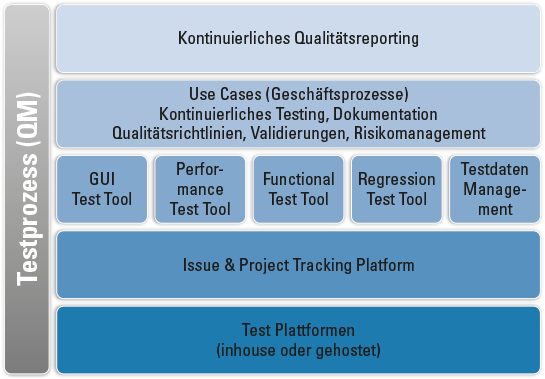 Testprozess (QM)
Kontinuierliches Qualitätsreporting
Use Cases (Geschäftsprozesse)
Kontinuierliches Testing, Dokumentation
Qualitätsrichtlinien, Validierungen, Risikomanagement
GUI
Test Tool
Perfor-
mance
Test Tool
Functional
Test Tool
Regression
Test Tool
Testdaten
Manage-
ment
Issue & Project Tracking Platform
Test Plattformen
(inhouse oder gehostet)